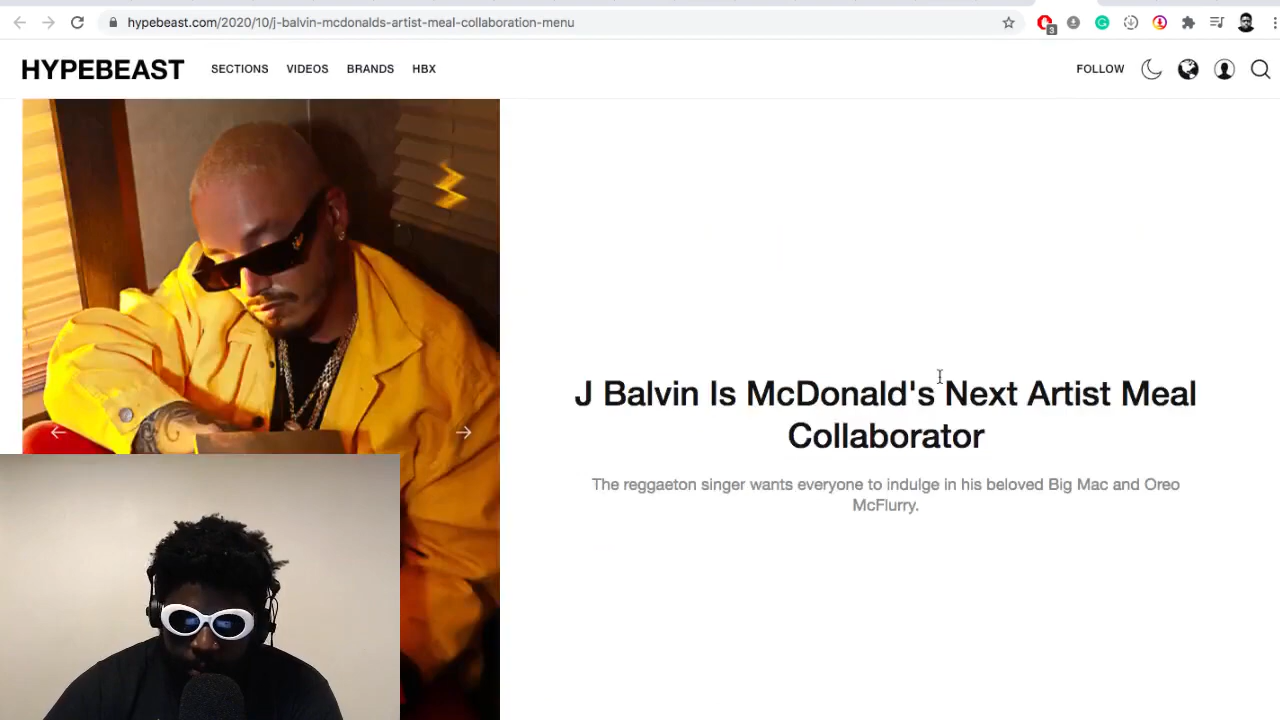 hypebeast.com/2020/10/j-balvin-mcdonalds-artist-meal-collaboration-menu
3
HYPEBEAST SECTIONS VIDEOS BRANDS HBX FOLLOW
J Balvin Is McDonald's Next Artist Meal
Collaborator
The reggaeton singer wants everyone to indulge in his beloved Big Mac and Oreo
McFlurry.